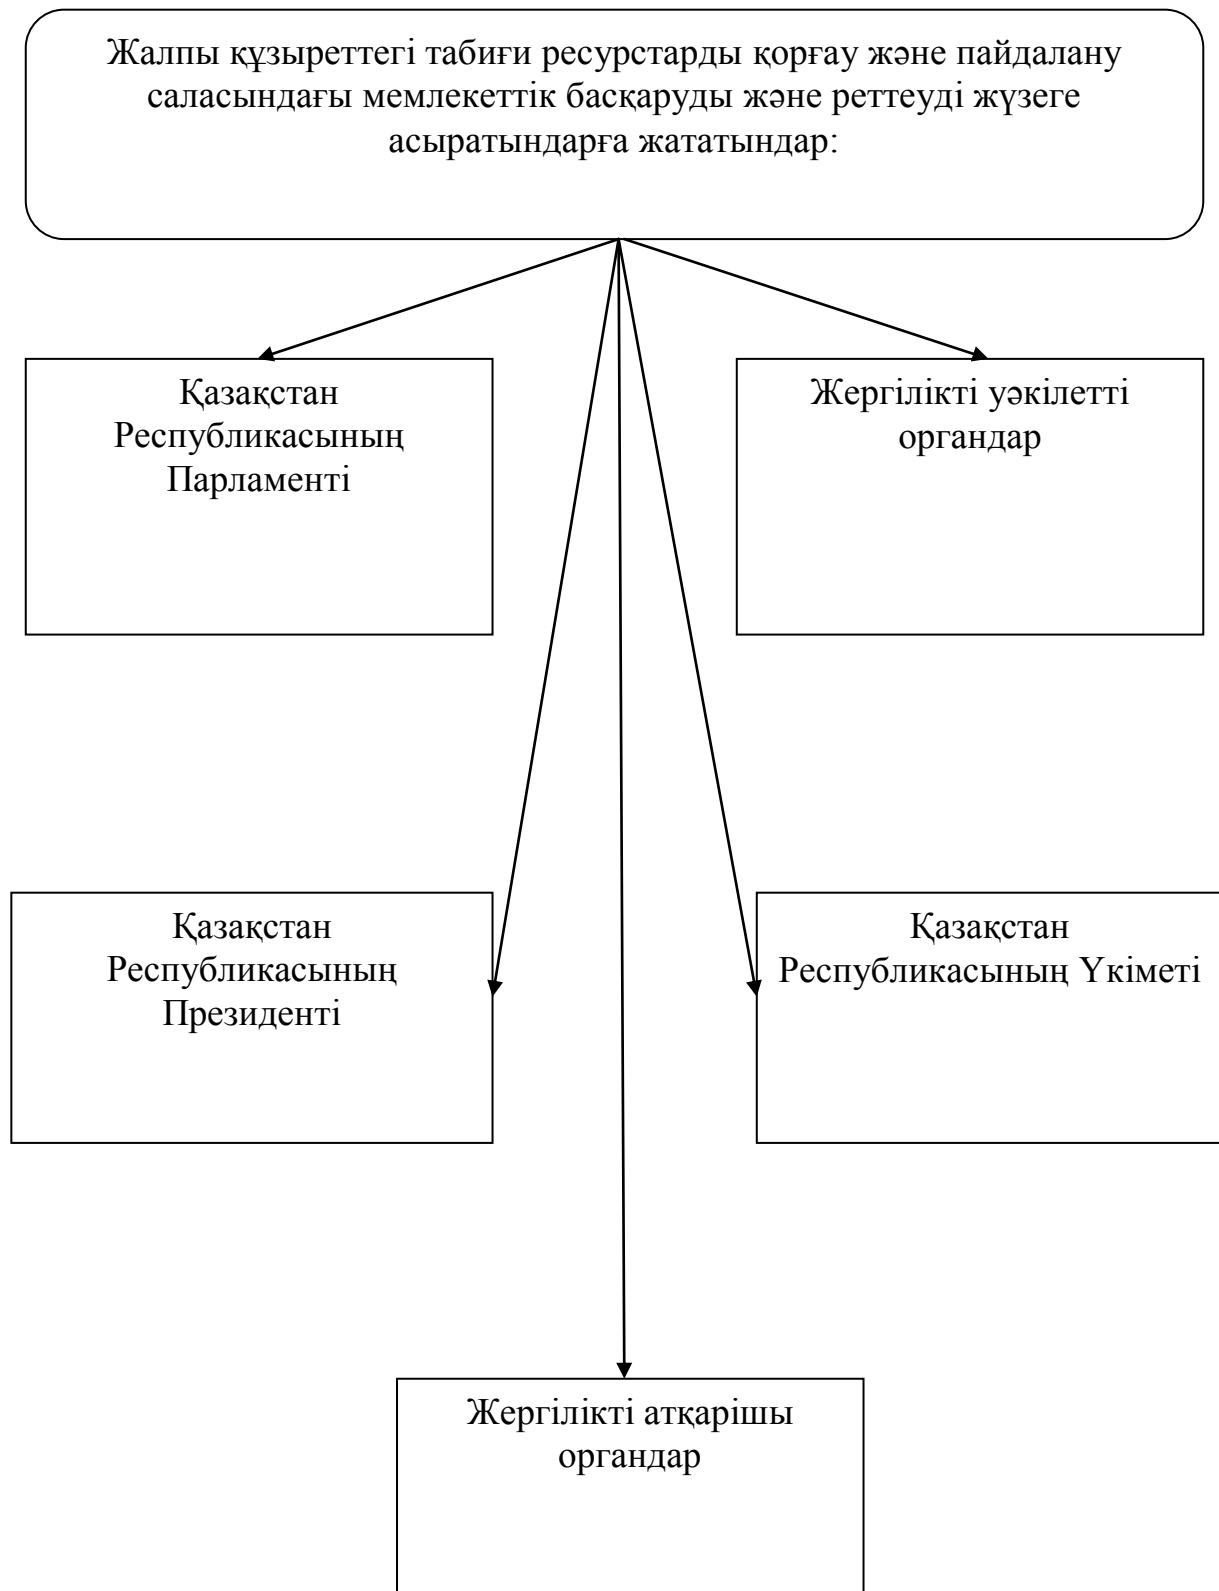 Жалпы құзыреттегі табиғи ресурстарды қорғау және пайдалану
саласындағы мемлекеттік басқаруды және реттеуді жүзеге
асыратындарға жататындар:
Қазақстан
Республикасының
Парламенті
Жергілікті уәкілетті
органдар
Қазақстан
Республикасының
Президенті
Қазақстан
Республикасының Үкіметі
Жергілікті атқарішы
органдар